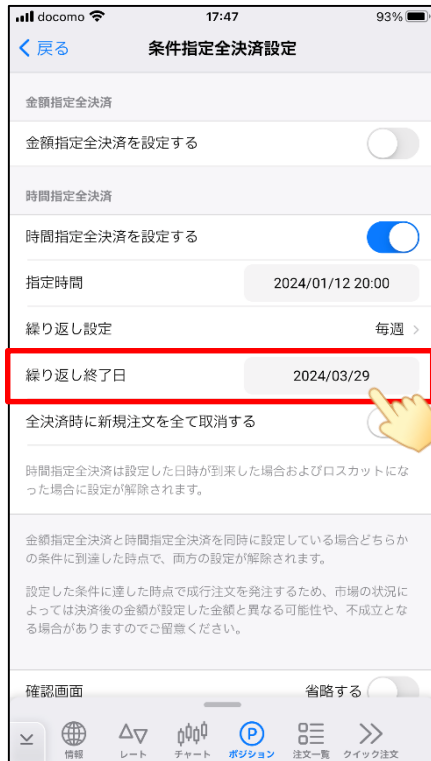 docomo 17:47 93%
戻る 条件指定全決済設定
金額指定全決済
金額指定全決済を設定する
時間指定全決済
時間指定全決済を設定する
指定時間 2024/01/12 20:00
繰り返し設定 毎週
繰り返し終了日 2024/03/29
全決済時に新規注文を全て取消する
時間指定全決済は設定した日時が到来した場合およびロスカットにな
った場合に設定が解除されます。
金額指定全決済と時間指定全決済を同時に設定している場合どちらか
の条件に到達した時点で、両方の設定が解除されます。
設定した条件に達した時点で成行注文を発注するため、市場の状況に
よっては決済後の金額が設定した金額と異なる可能性や、不成立とな
る場合がありますのでご留意ください。
確認画面 省略する
P
情報 レート チャート ポジション 注文一覧 クイック注文